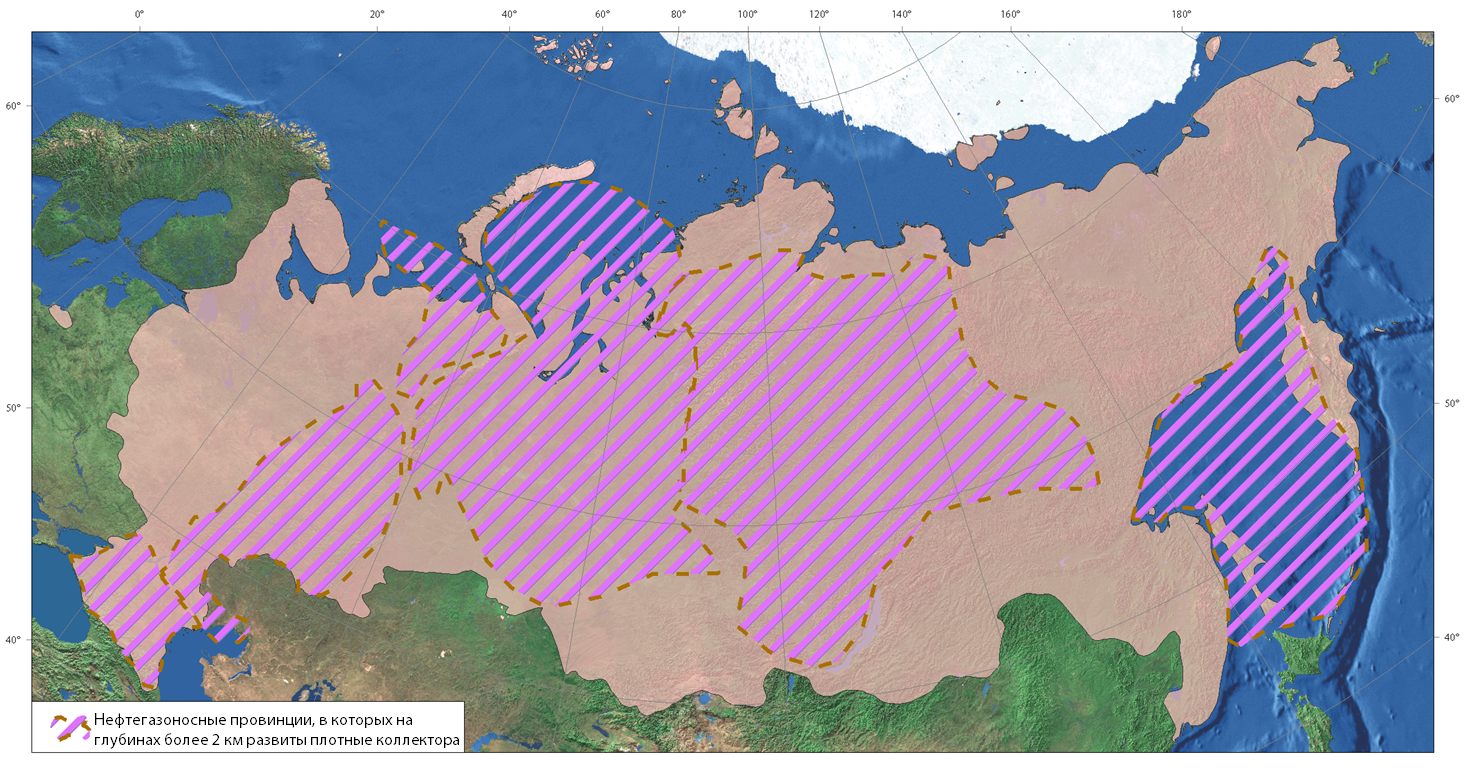 0° 20° 40° 60° 80° 100° 120° 140° 160° 180°
60° 60°
50° 50°
40° 40°
Нефтегазоносные провинции, в которых на
глубинах более 2 км развиты плотные коллектора